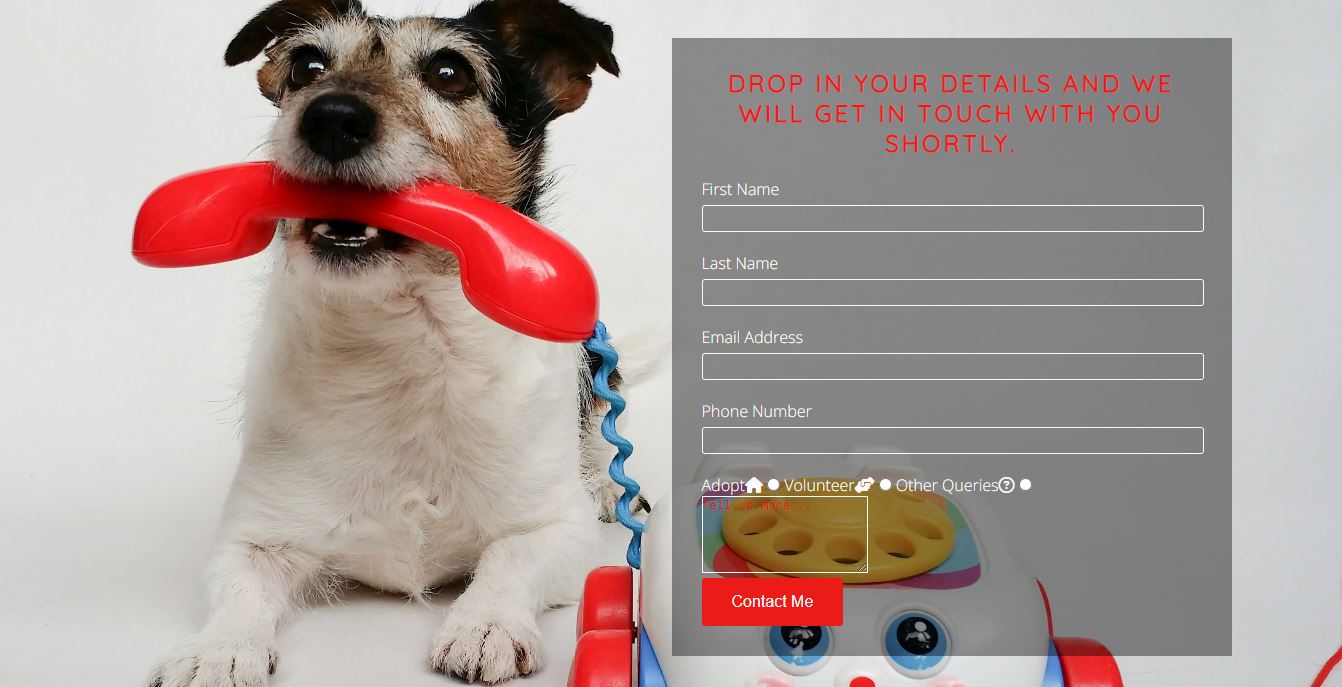 DROP IN YOUR DETAILS AND WE
WILL GET IN TOUCH WITH YOU
SHORTLY.
First Name
Last Name
Email Address
Phone Number
Adopt Volunteer Other Queries
Tell us more...
Contact Me